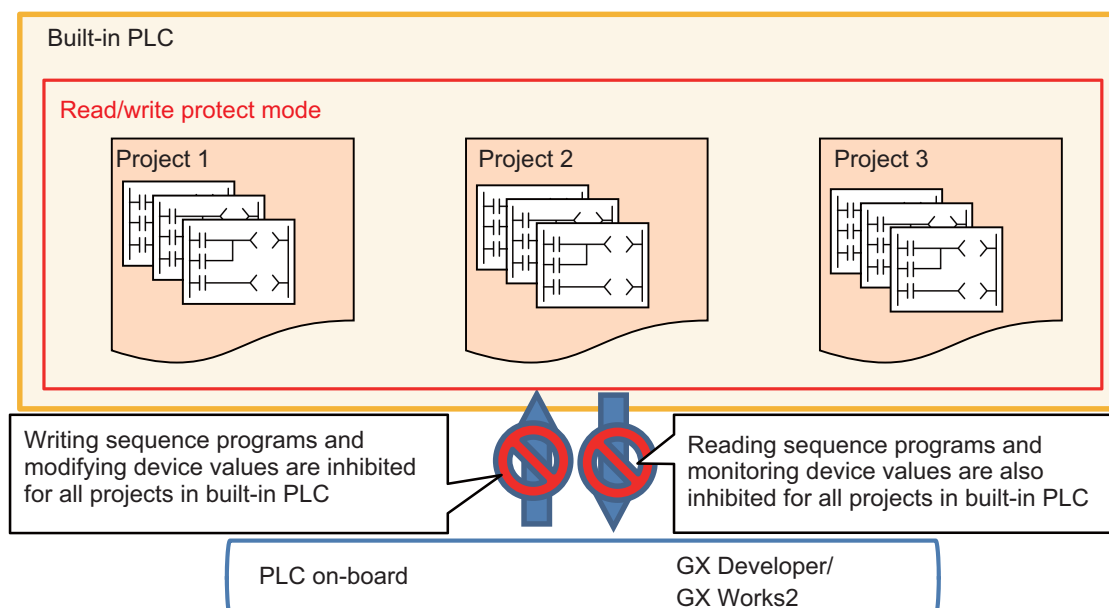 Built-in PLC
Read/write protect mode
Project 1
Project 2
Project 3
Writing sequence programs and
modifying device values are inhibited
for all projects in built-in PLC
Reading sequence programs and
monitoring device values are also
inhibited for all projects in built-in PLC
PLC on-board
GX Developer/
GX Works2